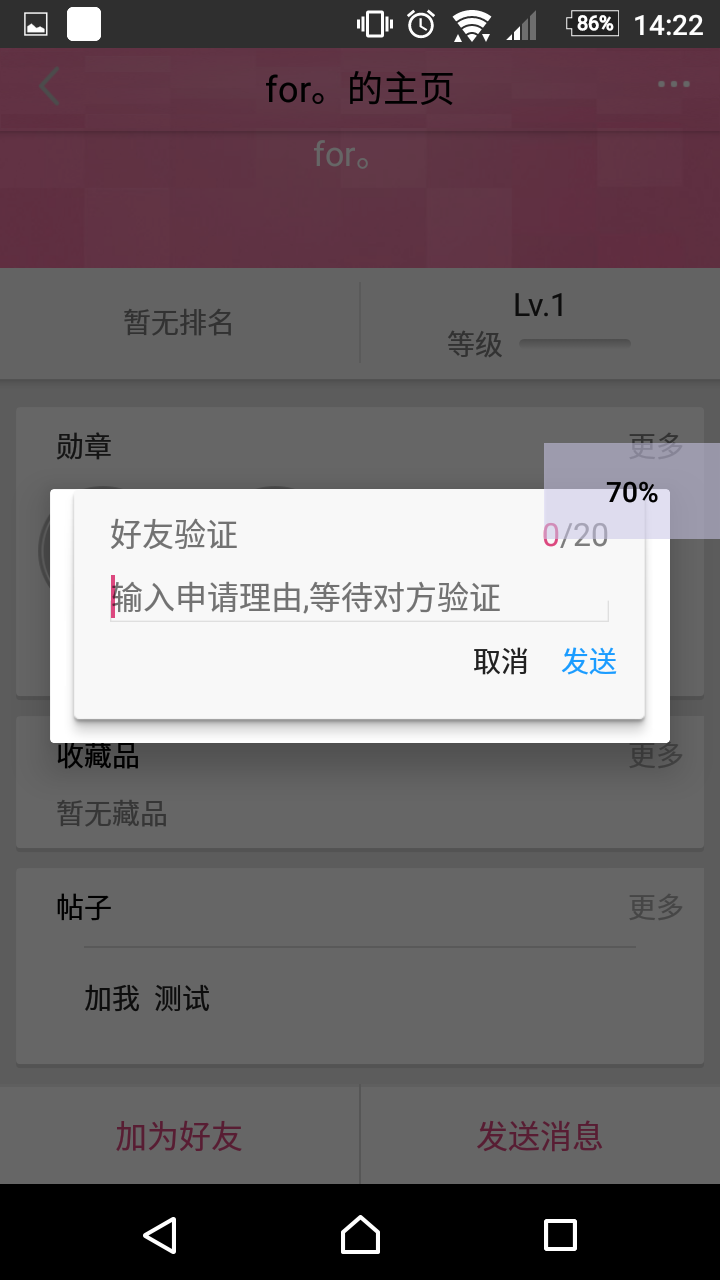 86% 14:22
for。的主页
for。
暂无排名
Lv.1
等级
勋章 更多
70%
好友验证 0/20
输入申请理由,等待对方验证
取消 发送
收藏品 更多
暂无藏品
帖子 更多
加我 测试
加为好友 发送消息